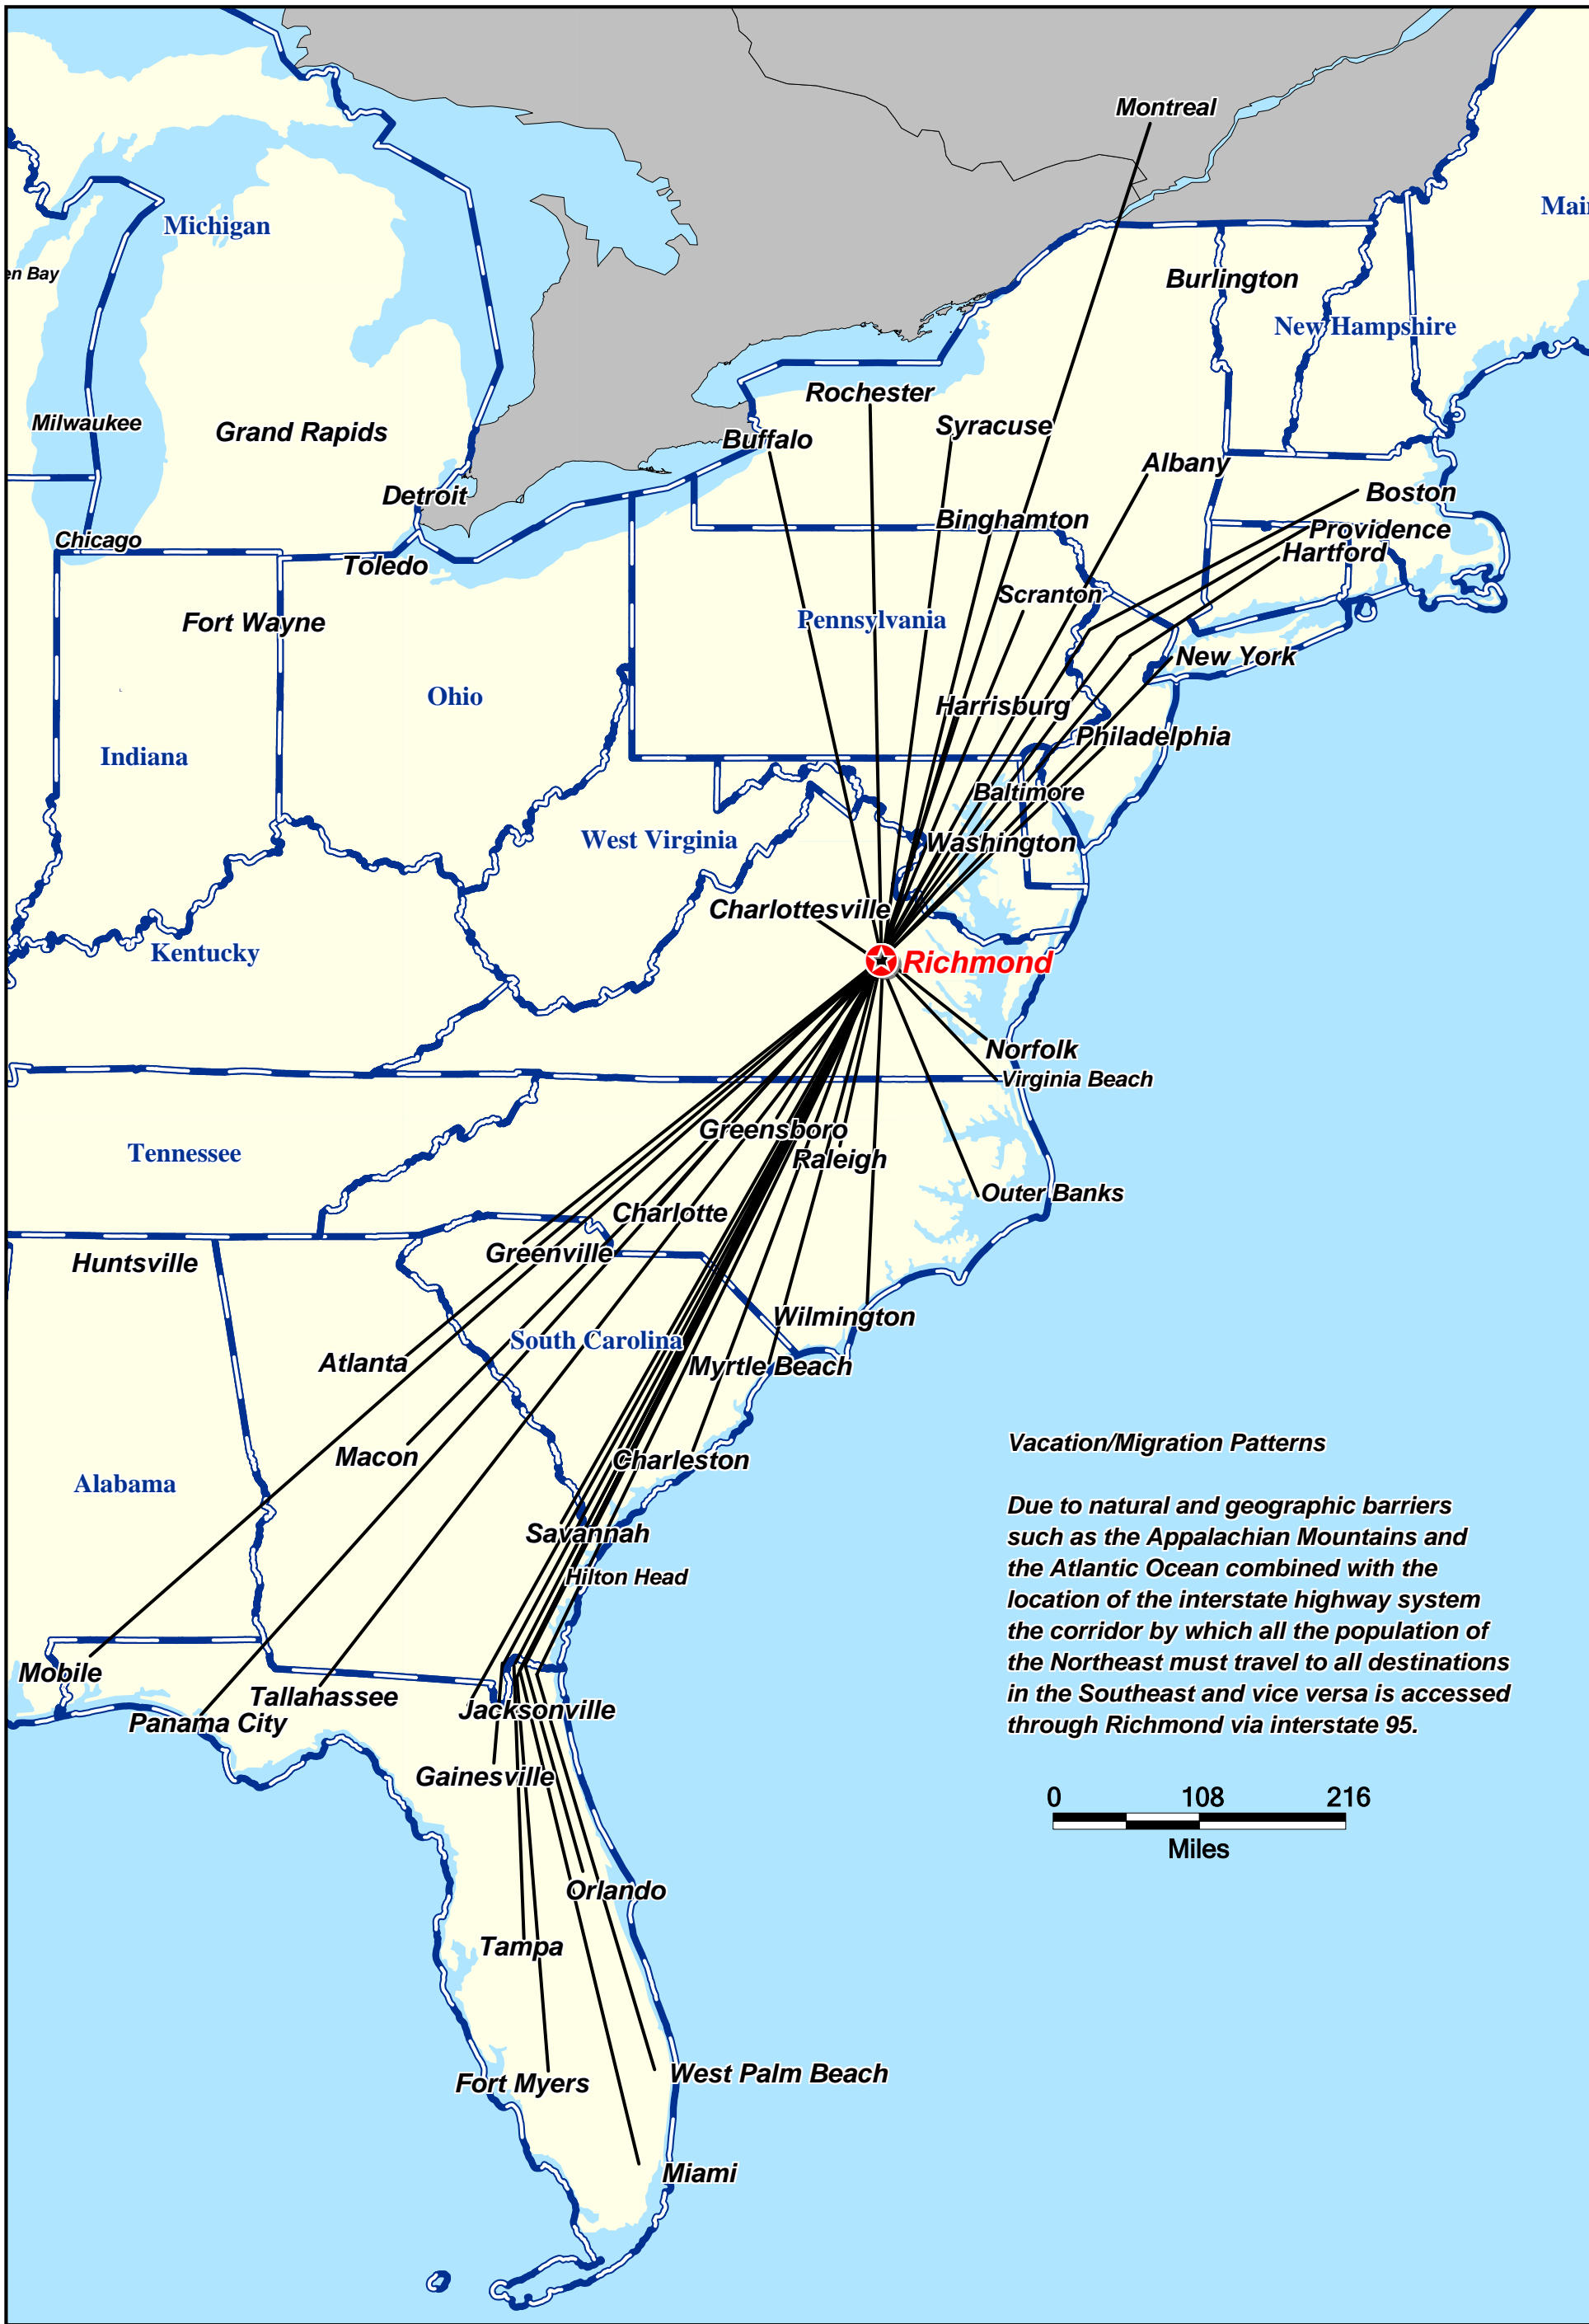 Montreal
Michigan
Mai
en Bay
Burlington
New Hampshire
Rochester
Milwaukee
Grand Rapids
Syracuse
Buffalo
Albany
Detroit
Boston
Binghamton
Providence
Chicago
Hartford
Toledo
Scranton
Fort Wayne
Pennsylvania
New York
Ohio
Harrisburg
Philadelphia
Indiana
Baltimore
West Virginia
Washington
Charlottesville
Kentucky
Richmond
Norfolk
Virginia Beach
Greensboro
Tennessee
Raleigh
Outer Banks
Charlotte
Greenville
Huntsville
Wilmington
South Carolina
Atlanta
Myrtle Beach
Macon
Charleston
Alabama
Savannah
Hilton Head
Mobile
Tallahassee
Jacksonville
Panama City
Gainesville
Orlando
Tampa
Fort Myers
West Palm Beach
Miami
Vacation/Migration Patterns
Due to natural and geographic barriers
such as the Appalachian Mountains and
the Atlantic Ocean combined with the
location of the interstate highway system
the corridor by which all the population of
the Northeast must travel to all destinations
in the Southeast and vice versa is accessed
through Richmond via interstate 95.
0 108 216
Miles